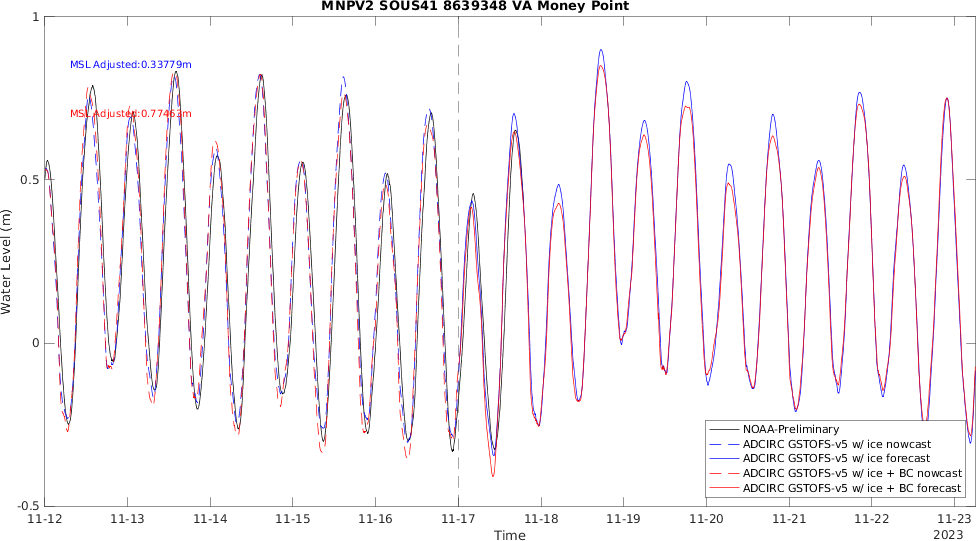 MNPV2 SOUS41 8639348 VA Money Point
MSL Adjusted:0.33779m
MSL
1
0.5
0
-0.5
Water Level (m)
NOAA-Preliminary
ADCIRC GSTOFS-v5 w/ ice nowcast
ADCIRC GSTOFS-v5 w/ ice forecast
ADCIRC GSTOFS-v5 w/ ice + BC nowcast
ADCIRC GSTOFS-v5 w/ ice + BC forecast
11-12 11-13 11-14 11-15 11-16 11-17 11-18 11-19 11-20 11-21 11-22 11-23
Time
2023